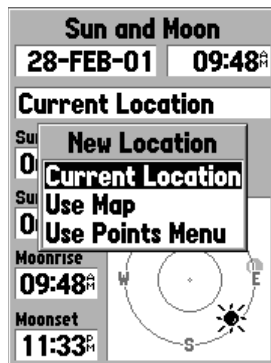 Sun and Moon
28-FEB-01 09:48AM
Current Location
New Location
Current Location
Use Map
Use Points Menu
Moonrise
09:48AM
Moonset
11:33PM
W E
S